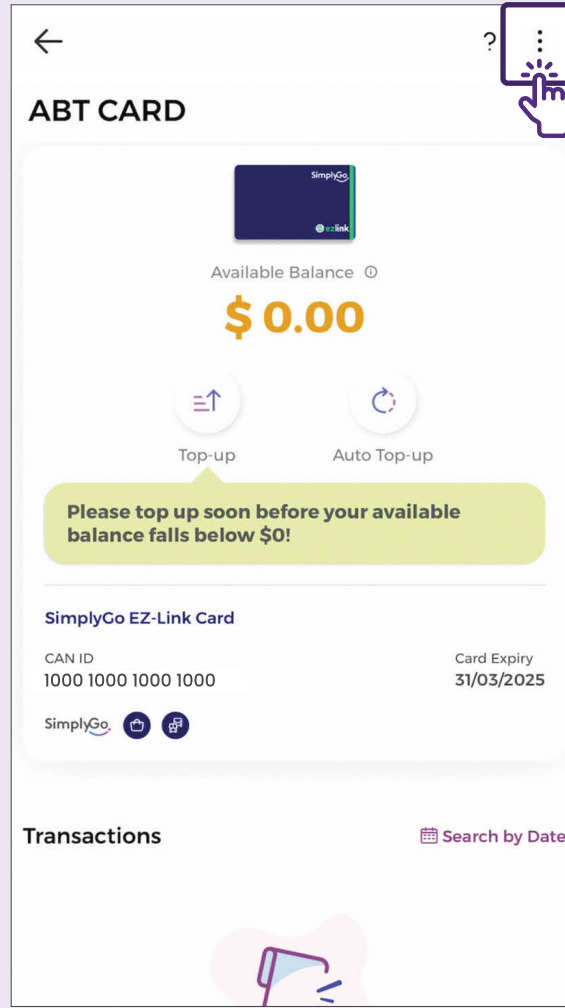 ?
ABT CARD
SimplyGo
ezlink
Available Balance
$ 0.00
Top-up
Auto Top-up
Please top up soon before your available
balance falls below $0!
SimplyGo EZ-Link Card
CAN ID
Card Expiry
1000 1000 1000 1000
31/03/2025
SimplyGo
Transactions
Search by Date